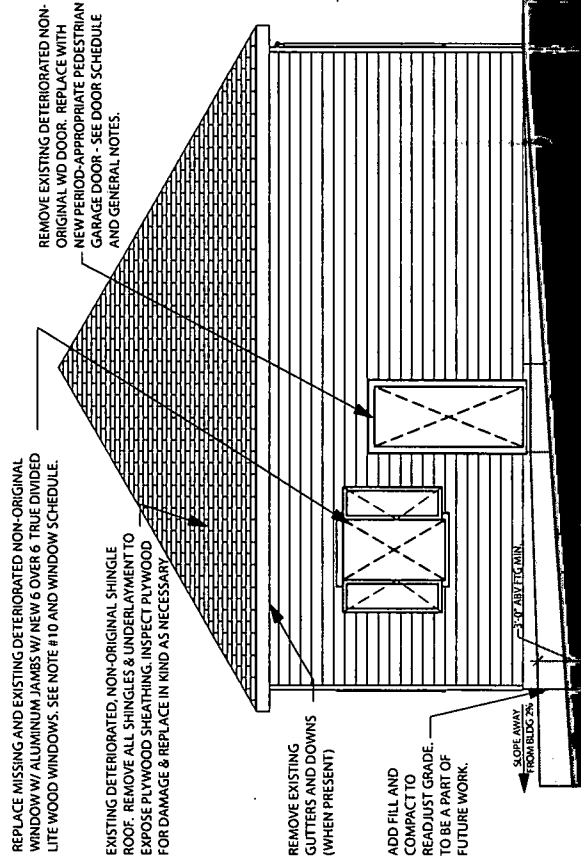 REPLACE MISSING AND EXISTING DETERIORATED NON-ORIGINAL
WINDOW W/ ALUMINUM JAMBS W/ NEW 6 OVER 6 TRUE DIVIDED
LITE WOOD WINDOWS. SEE NOTE #10 AND WINDOW SCHEDULE.
REMOVE EXISTING DETERIORATED NON-
ORIGINAL WD DOOR. REPLACE WITH
NEW PERIOD-APPROPRIATE PEDESTRIAN
GARAGE DOOR - SEE DOOR SCHEDULE
AND GENERAL NOTES.
EXISTING DETERIORATED, NON-ORIGINAL SHINGLE
ROOF. REMOVE ALL SHINGLES & UNDERLAYMENT TO
EXPOSE PLYWOOD SHEATHING. INSPECT PLYWOOD
FOR DAMAGE & REPLACE IN KIND AS NECESSARY
REMOVE EXISTING
GUTTERS AND DOWNS
(WHEN PRESENT)
ADD FILL AND
COMPACT TO
READJUST GRADE.
TO BE A PART OF
FUTURE WORK.
SLOPE AWAY
FROM BLDG 2%
3'-0" ABV FTG MIN.